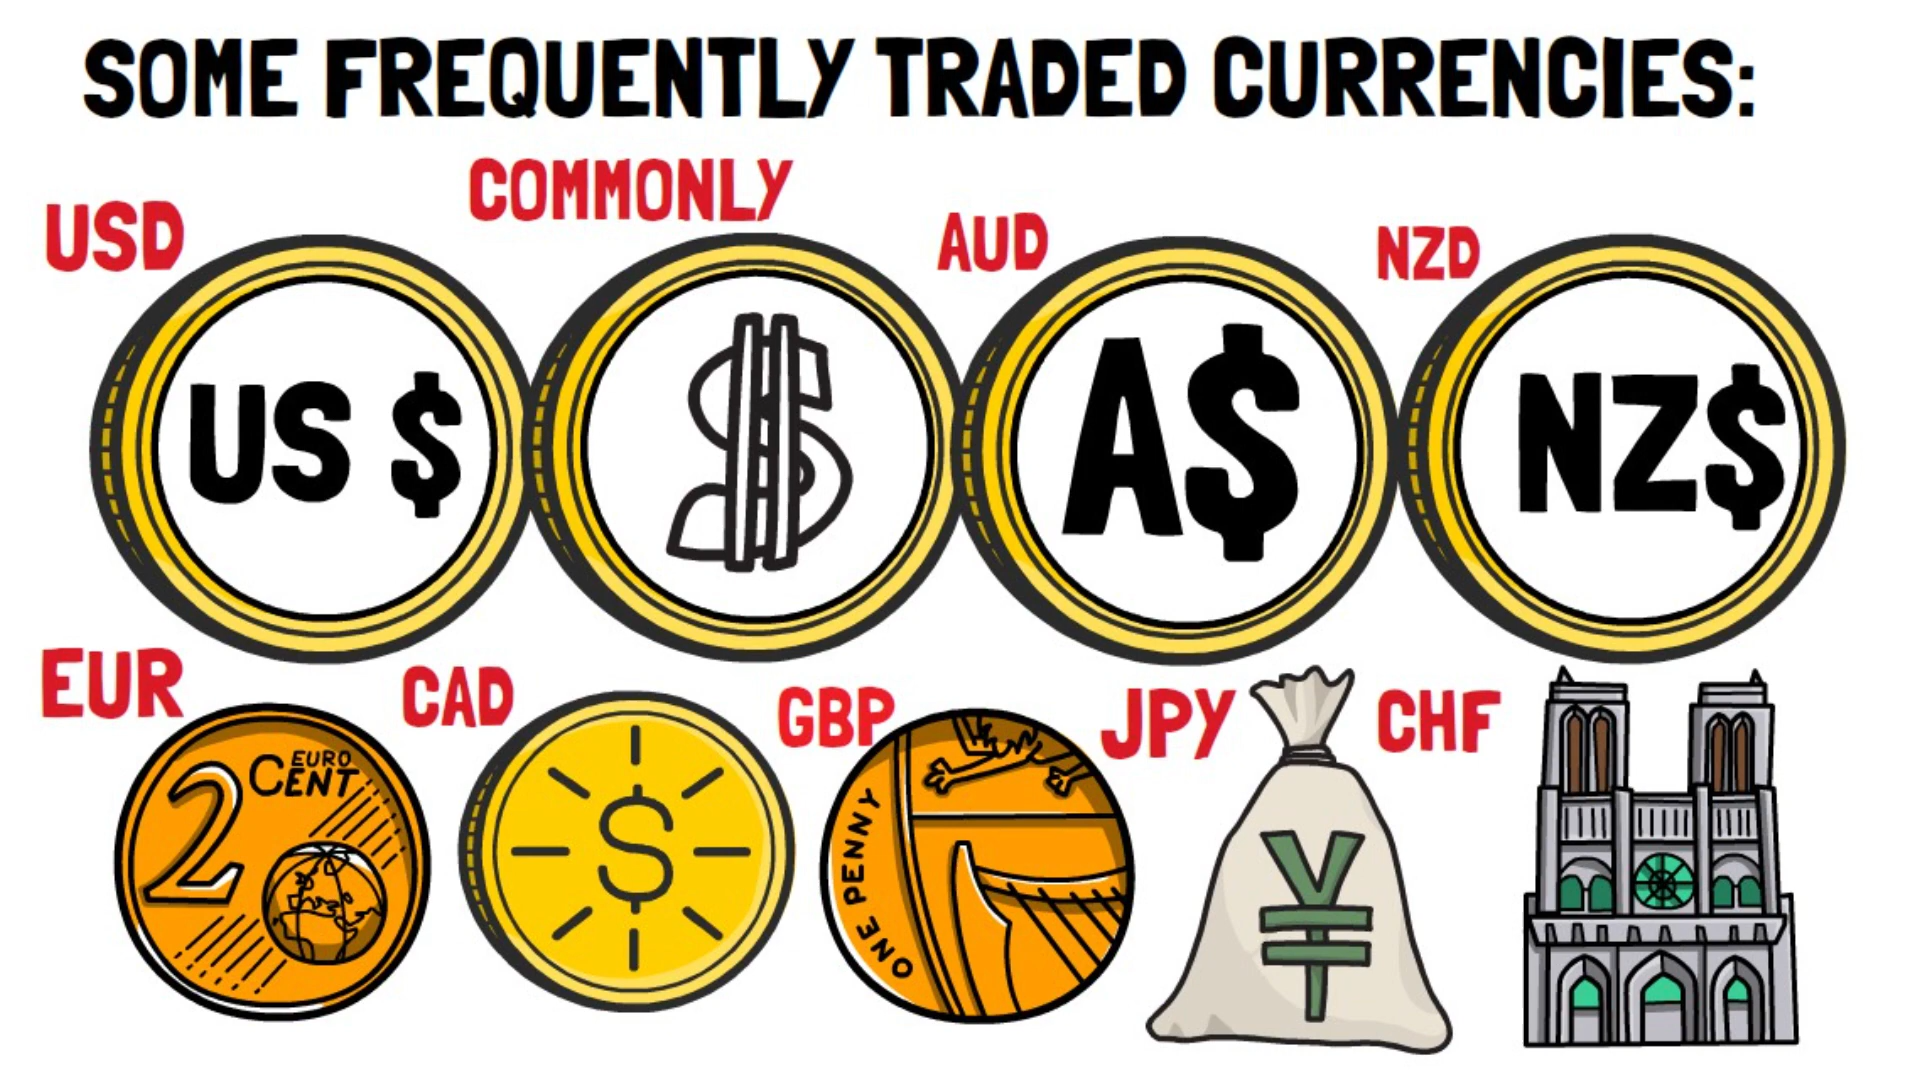 SOME FREQUENTLY TRADED CURRENCIES:
USD
COMMONLY
AUD
NZD
US $
$
A$
NZ$
EUR
CAD
GBP
JPY
CHF
2 EURO CENT
$
ONE PENNY
¥